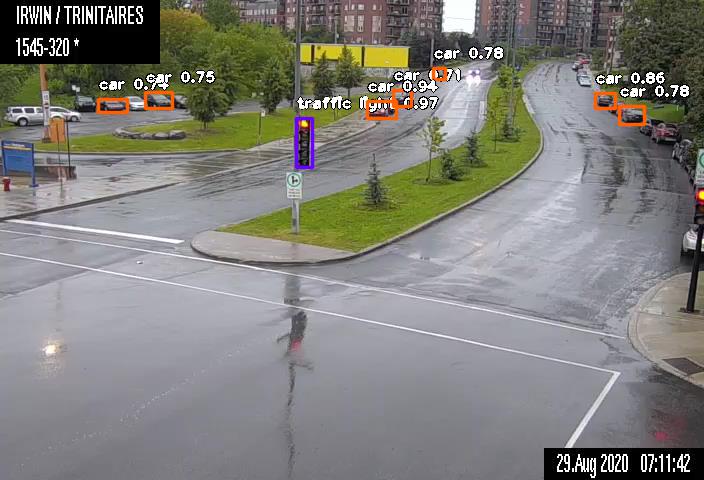 IRWIN / TRINITAIRES
1545-320 *
car 0.78
car 0.74
car 0.75
car 0.71
car 0.94
traffic light 0.97
car 0.86
car 0.78
29.Aug 2020 07:11:42